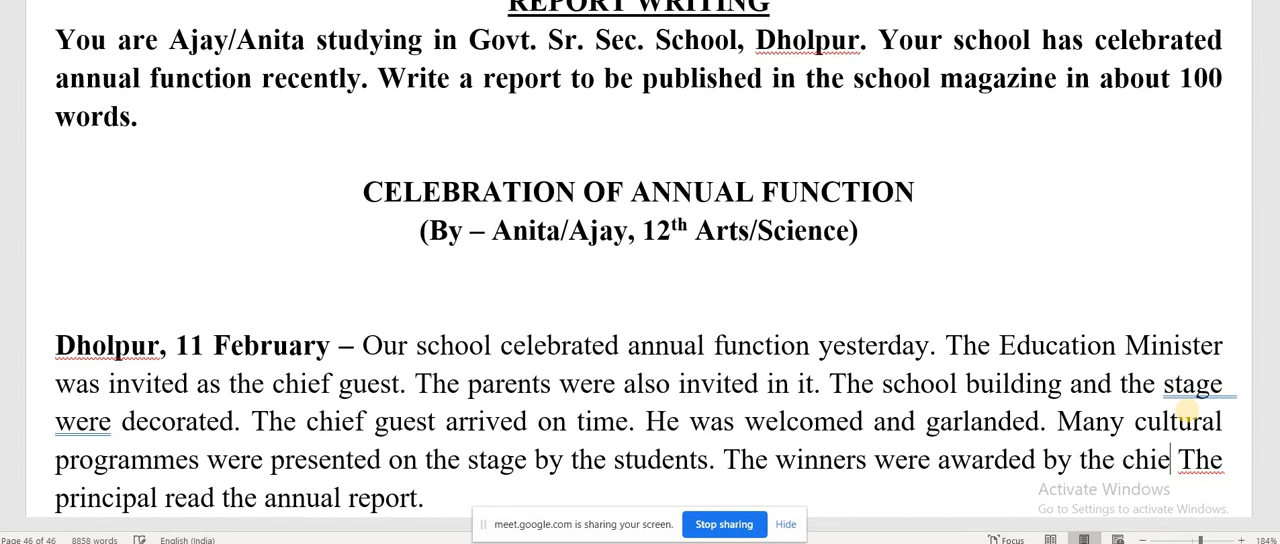 REPORT WRITING
You are Ajay/Anita studying in Govt. Sr. Sec. School, Dholpur. Your school has celebrated
annual function recently. Write a report to be published in the school magazine in about 100
words.
CELEBRATION OF ANNUAL FUNCTION
(By – Anita/Ajay, 12th Arts/Science)
Dholpur, 11 February – Our school celebrated annual function yesterday. The Education Minister
was invited as the chief guest. The parents were also invited in it. The school building and the stage
were decorated. The chief guest arrived on time. He was welcomed and garlanded. Many cultural
programmes were presented on the stage by the students. The winners were awarded by the chie The
principal read the annual report.
Activate Windows
Go to Settings to activate Windows.
meet.google.com is sharing your screen. Stop sharing Hide
Page 46 of 46 8858 words English (India) Focus 184%